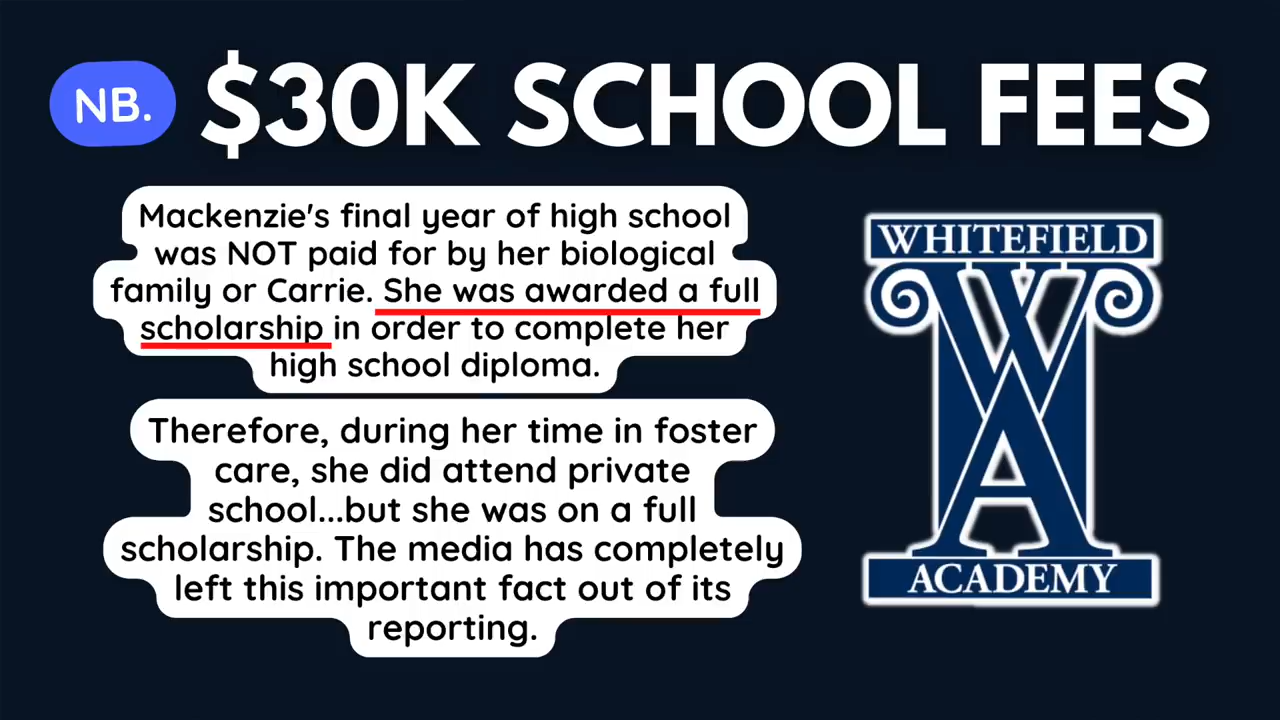 NB. $30K SCHOOL FEES
Mackenzie's final year of high school
was NOT paid for by her biological
family or Carrie. She was awarded a full
scholarship in order to complete her
high school diploma.
Therefore, during her time in foster
care, she did attend private
school...but she was on a full
scholarship. The media has completely
left this important fact out of its
reporting.
WHITEFIELD
WA
ACADEMY